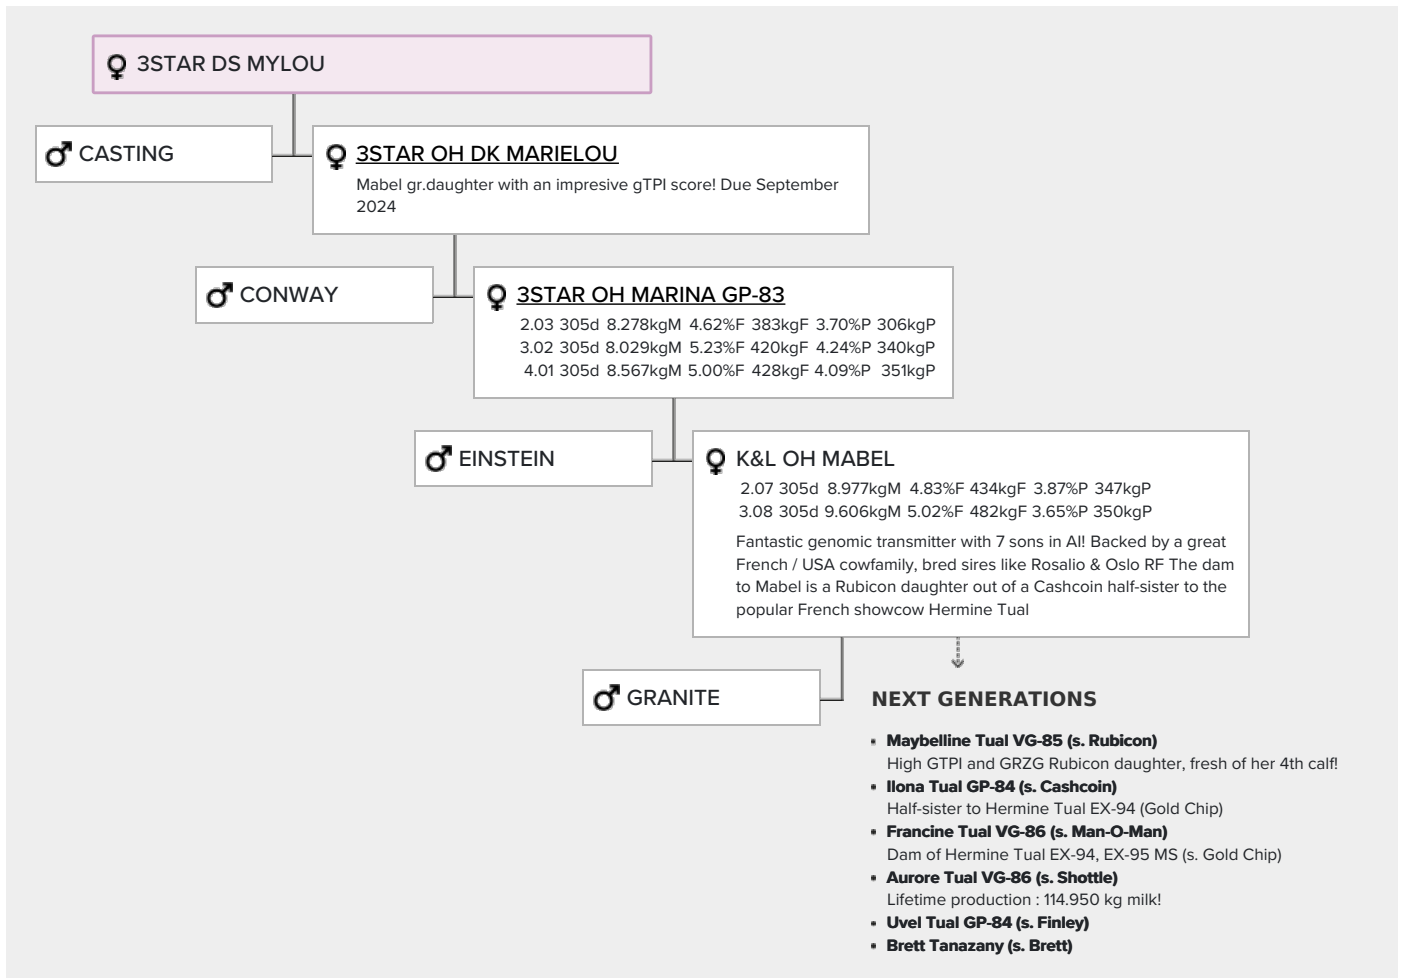 3STAR DS MYLOU
CASTING
3STAR OH DK MARIELOU
Mabel gr.daughter with an impresive gTPI score! Due September
2024
CONWAY
3STAR OH MARINA GP-83
2.03 305d 8.278kgM 4.62%F 383kgF 3.70%P 306kgP
3.02 305d 8.029kgM 5.23%F 420kgF 4.24%P 340kgP
4.01 305d 8.567kgM 5.00%F 428kgF 4.09%P 351kgP
EINSTEIN
K&L OH MABEL
2.07 305d 8.977kgM 4.83%F 434kgF 3.87%P 347kgP
3.08 305d 9.606kgM 5.02%F 482kgF 3.65%P 350kgP
Fantastic genomic transmitter with 7 sons in AI! Backed by a great
French / USA cowfamily, bred sires like Rosalio & Oslo RF The dam
to Mabel is a Rubicon daughter out of a Cashcoin half-sister to the
popular French showcow Hermine Tual
GRANITE
NEXT GENERATIONS
Maybelline Tual VG-85 (s. Rubicon)
High GTPI and GRZG Rubicon daughter, fresh of her 4th calf!
Ilona Tual GP-84 (s. Cashcoin)
Half-sister to Hermine Tual EX-94 (Gold Chip)
Francine Tual VG-86 (s. Man-O-Man)
Dam of Hermine Tual EX-94, EX-95 MS (s. Gold Chip)
Aurore Tual VG-86 (s. Shottle)
Lifetime production : 114.950 kg milk!
Uvel Tual GP-84 (s. Finley)
Brett Tanazany (s. Brett)